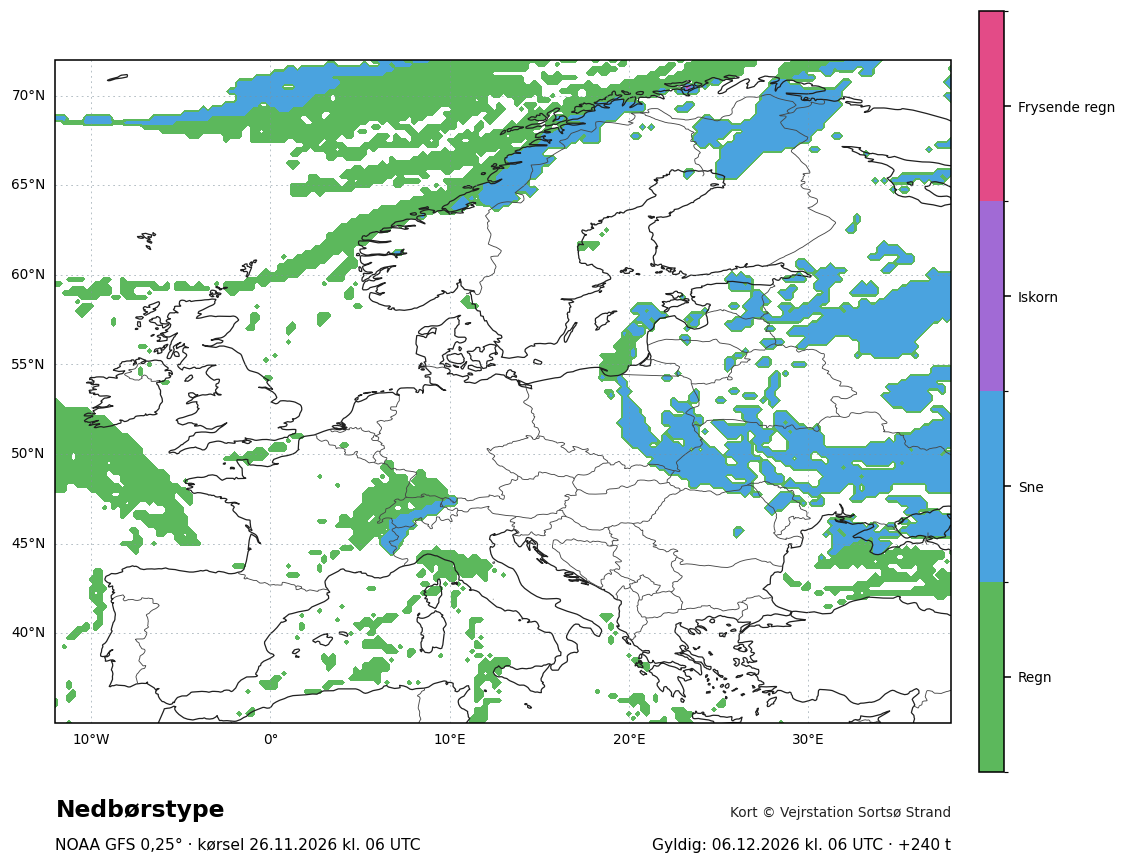 70°N
65°N
60°N
55°N
50°N
45°N
40°N
10°W
0°
10°E
20°E
30°E
Frysende regn
Iskorn
Sne
Regn
Nedbørstype
Kort © Vejrstation Sortsø Strand
NOAA GFS 0,25° · kørsel 26.11.2026 kl. 06 UTC
Gyldig: 06.12.2026 kl. 06 UTC · +240 t